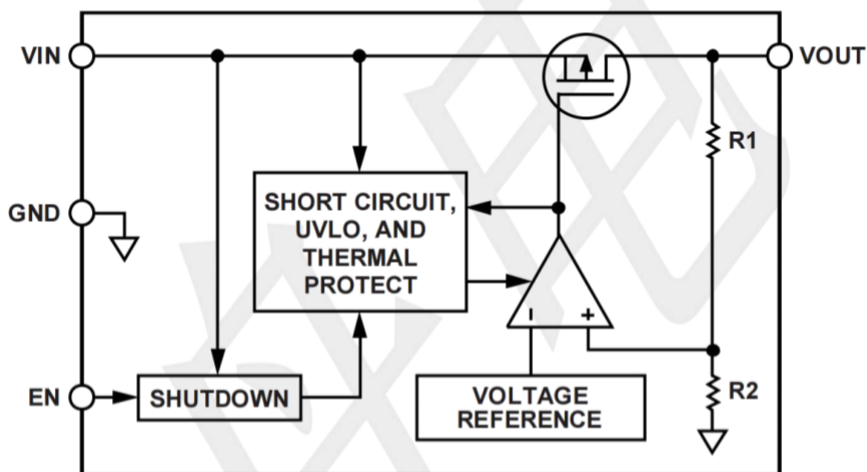 VIN
VOUT
R1
GND
SHORT CIRCUIT,
UVLO, AND
THERMAL
PROTECT
EN
SHUTDOWN
VOLTAGE
REFERENCE
R2